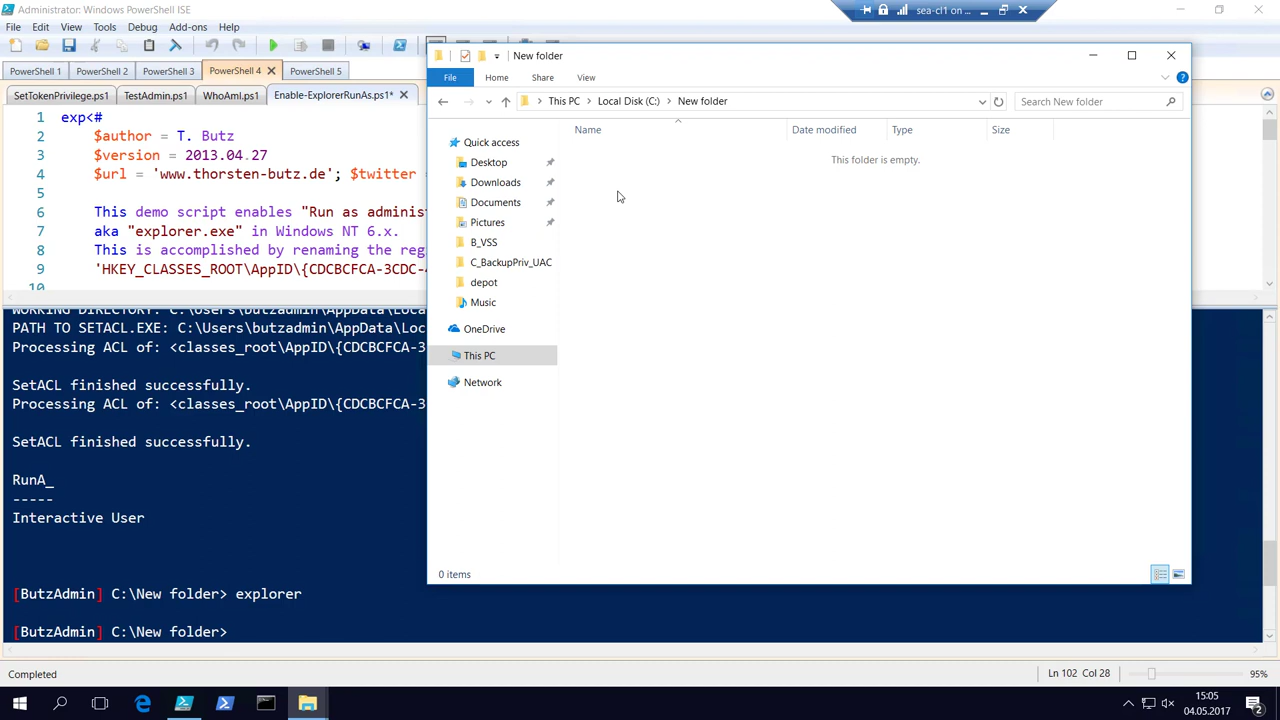 Administrator: Windows PowerShell ISE
sea-cl1 on ...
File Edit View Tools Debug Add-ons Help
PowerShell 1 PowerShell 2 PowerShell 3 PowerShell 4 PowerShell 5
SetTokenPrivilege.ps1 TestAdmin.ps1 WhoAmI.ps1 Enable-ExplorerRunAs.ps1*
1 exp<#
2 $author = T. Butz
3 $version = 2013.04.27
4 $url = 'www.thorsten-butz.de'; $twitter =
5
6 This demo script enables "Run as adminis
7 aka "explorer.exe" in Windows NT 6.x.
8 This is accomplished by renaming the reg
9 'HKEY_CLASSES_ROOT\AppID\{CDCBCFCA-3CDC-
10
WORKING DIRECTORY: C:\Users\butzadmin\AppData\Loc
PATH TO SETACL.EXE: C:\Users\butzadmin\AppData\Loc
Processing ACL of: <classes_root\AppID\{CDCBCFCA-3
SetACL finished successfully.
Processing ACL of: <classes_root\AppID\{CDCBCFCA-3
SetACL finished successfully.
RunA_
-----
Interactive User
[ButzAdmin] C:\New folder> explorer
[ButzAdmin] C:\New folder>
Completed
Ln 102 Col 28
95%
New folder
File Home Share View
This PC > Local Disk (C:) > New folder
Search New folder
Name Date modified Type Size
This folder is empty.
Quick access
Desktop
Downloads
Documents
Pictures
B_VSS
C_BackupPriv_UAC
depot
Music
OneDrive
This PC
Network
0 items
15:05
04.05.2017
2